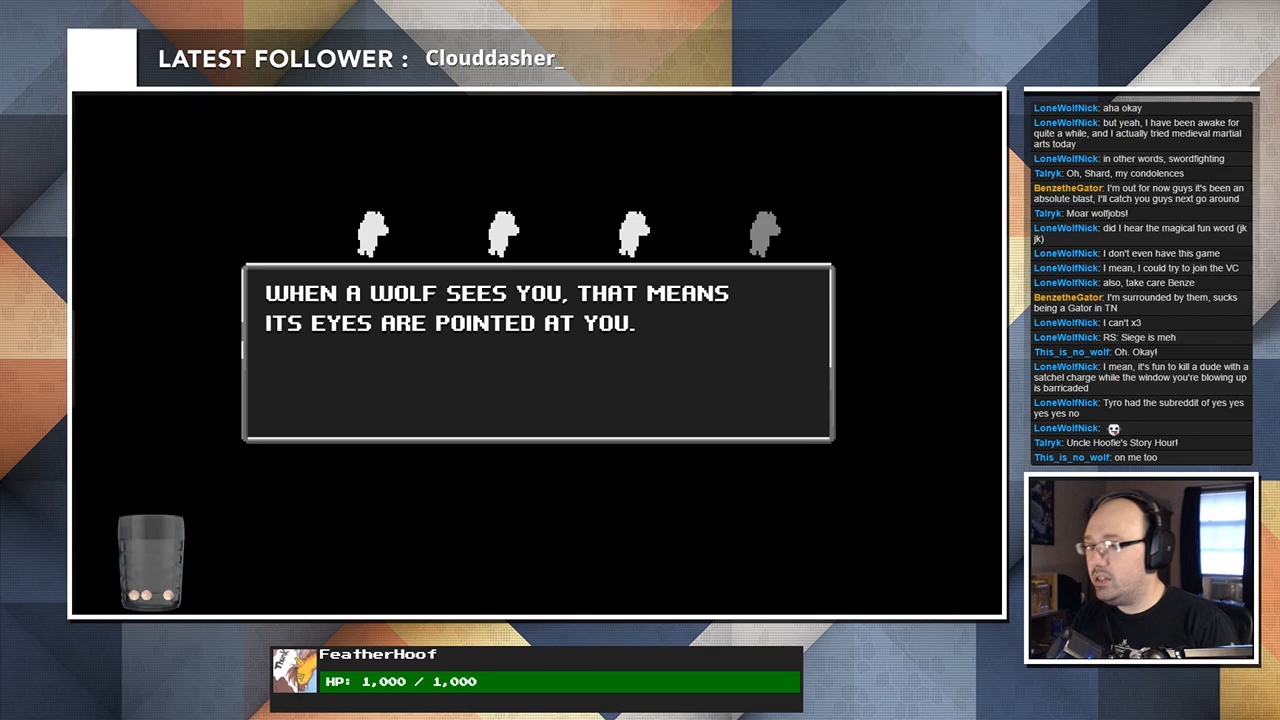 LATEST FOLLOWER : Clouddasher_
LoneWolfNick: aha okay
LoneWolfNick: but yeah, I have been awake for
quite a while, and I actually tried medieval martial
arts today
LoneWolfNick: in other words, swordfighting
Talryk: Oh, Shard, my condolences
BenzetheGator: I'm out for now guys it's been an
absolute blast, I'll catch you guys next go around
Talryk: Moar wolfjobs!
LoneWolfNick: did I hear the magical fun word (jk
jk)
LoneWolfNick: I don't even have this game
LoneWolfNick: I mean, I could try to join the VC
LoneWolfNick: also, take care Benze
BenzetheGator: I'm surrounded by them, sucks
being a Gator in TN
LoneWolfNick: I can't x3
LoneWolfNick: RS: Siege is meh
This_is_no_wolf: Oh. Okay!
LoneWolfNick: I mean, it's fun to kill a dude with a
satchel charge while the window you're blowing up
is barricaded
LoneWolfNick: Tyro had the subreddit of yes yes
yes yes no
LoneWolfNick:
Talryk: Uncle Hoofie's Story Hour!
This_is_no_wolf: on me too
WHEN A WOLF SEES YOU, THAT MEANS
ITS EYES ARE POINTED AT YOU.
FeatherHoof
HP: 1,000 / 1,000